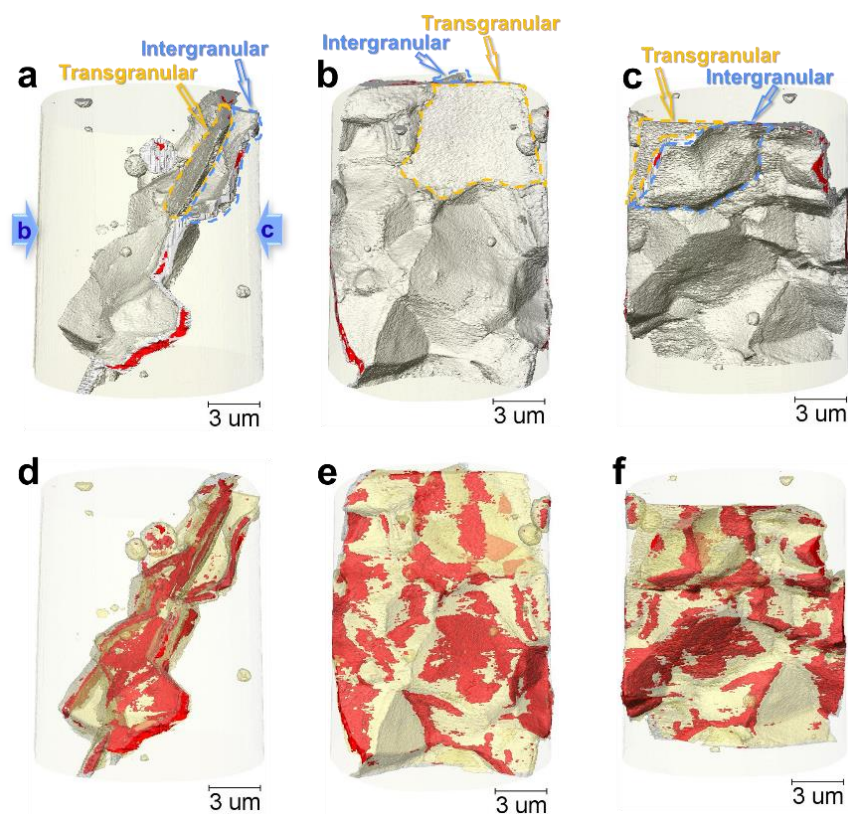 a
Intergranular
Transgranular
b
c
3 um
b
Intergranular
Transgranular
3 um
c
Transgranular
Intergranular
3 um
d
3 um
e
3 um
f
3 um